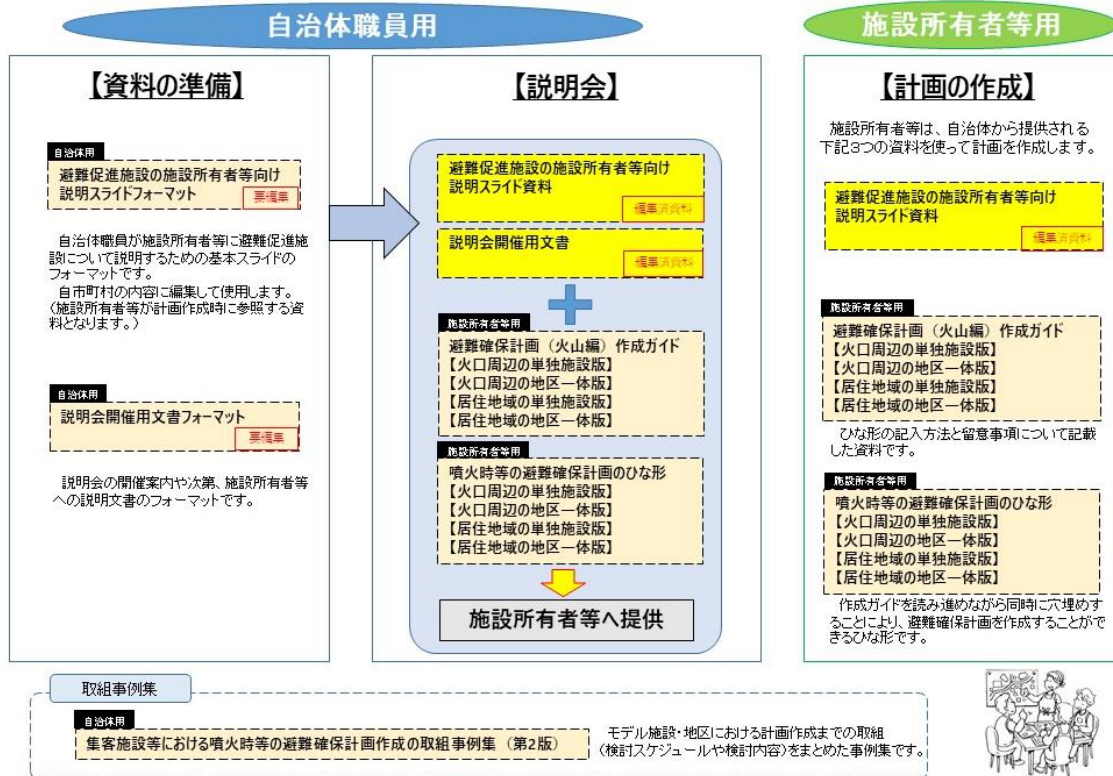 自治体職員用
施設所有者等用
【資料の準備】
自治体用
避難促進施設の施設所有者等向け
説明スライドフォーマット
要編集
自治体職員が施設所有者等に避難促進施
設について説明するための基本スライドの
フォーマットです。
自市町村の内容に編集して使用します。
(施設所有者等が計画作成時に参照する資
料となります。)
自治体用
説明会開催用文書フォーマット
要編集
説明会の開催案内や次第、施設所有者等
への説明文書のフォーマットです。
【説明会】
避難促進施設の施設所有者等向け
説明スライド資料
編集済資料
説明会開催用文書
編集済資料
施設所有者等用
避難確保計画（火山編）作成ガイド
【火口周辺の単独施設版】
【火口周辺の地区一体版】
【居住地域の単独施設版】
【居住地域の地区一体版】
施設所有者等用
噴火時等の避難確保計画のひな形
【火口周辺の単独施設版】
【火口周辺の地区一体版】
【居住地域の単独施設版】
【居住地域の地区一体版】
施設所有者等へ提供
【計画の作成】
施設所有者等は、自治体から提供される
下記3つの資料を使って計画を作成します。
避難促進施設の施設所有者等向け
説明スライド資料
編集済資料
施設所有者等用
避難確保計画（火山編）作成ガイド
【火口周辺の単独施設版】
【火口周辺の地区一体版】
【居住地域の単独施設版】
【居住地域の地区一体版】
ひな形の記入方法と留意事項について記載
した資料です。
施設所有者等用
噴火時等の避難確保計画のひな形
【火口周辺の単独施設版】
【火口周辺の地区一体版】
【居住地域の単独施設版】
【居住地域の地区一体版】
作成ガイドを読み進めながら同時に穴埋めす
ることにより、避難確保計画を作成することがで
きるひな形です。
取組事例集
自治体用
集客施設等における噴火時等の避難確保計画作成の取組事例集（第2版）
モデル施設・地区における計画作成までの取組
(検討スケジュールや検討内容)をまとめた事例集です。